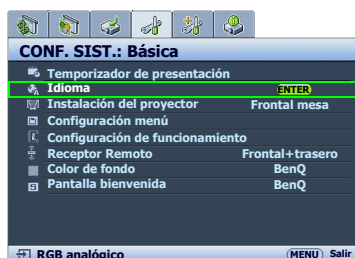 CONF. SIST.: Básica
Temporizador de presentación
Idioma ENTER
Instalación del proyector Frontal mesa
Configuración menú
Configuración de funcionamiento
Receptor Remoto Frontal+trasero
Color de fondo BenQ
Pantalla bienvenida BenQ
RGB analógico MENU Salir